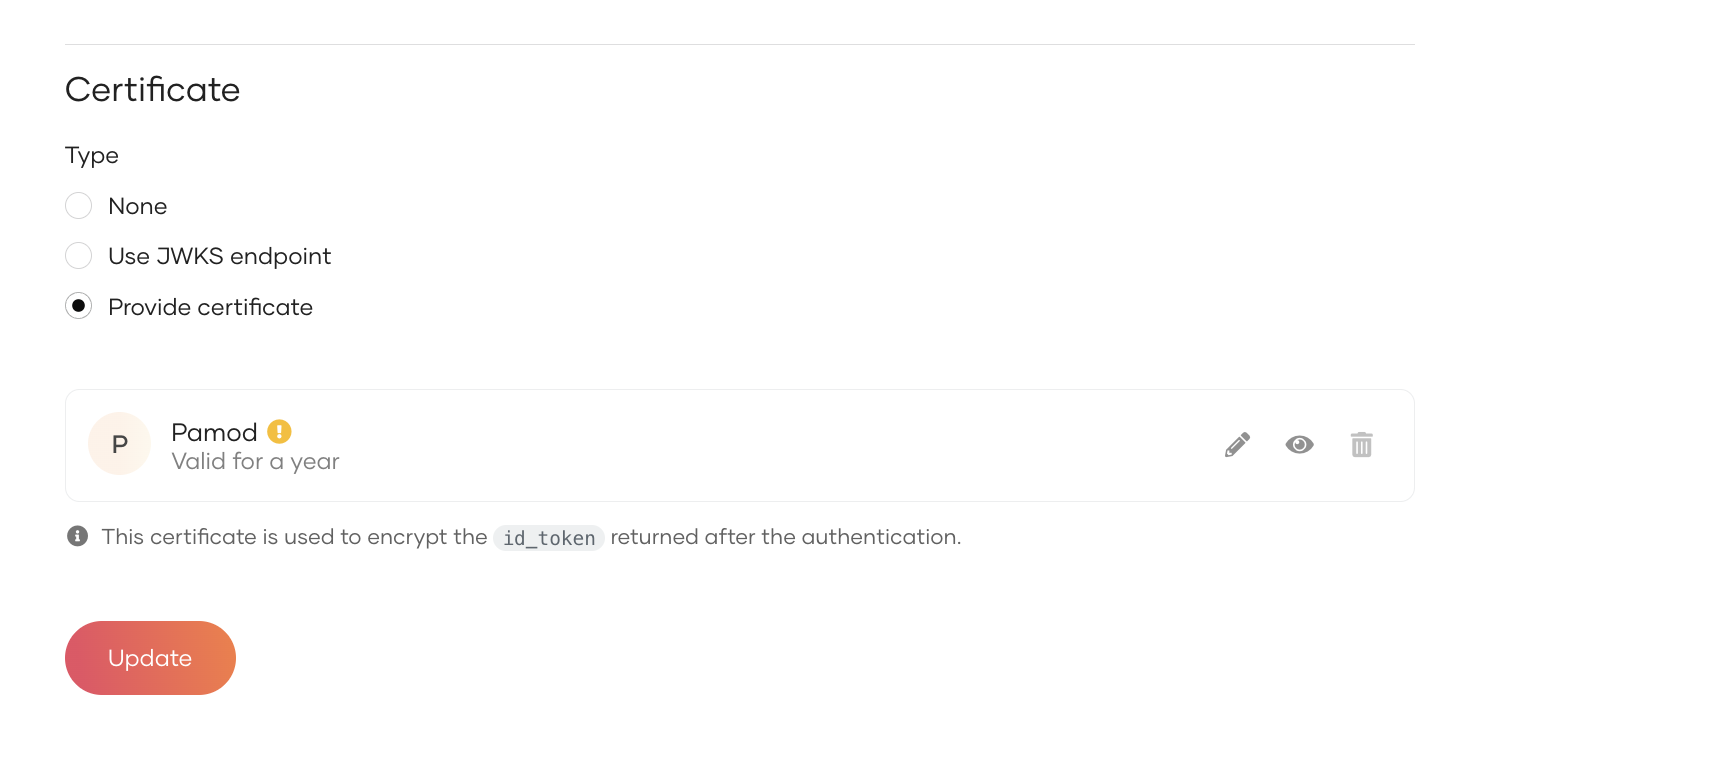 Certificate
Type
None
Use JWKS endpoint
Provide certificate
P
Pamod
Valid for a year
This certificate is used to encrypt the id_token returned after the authentication.
Update